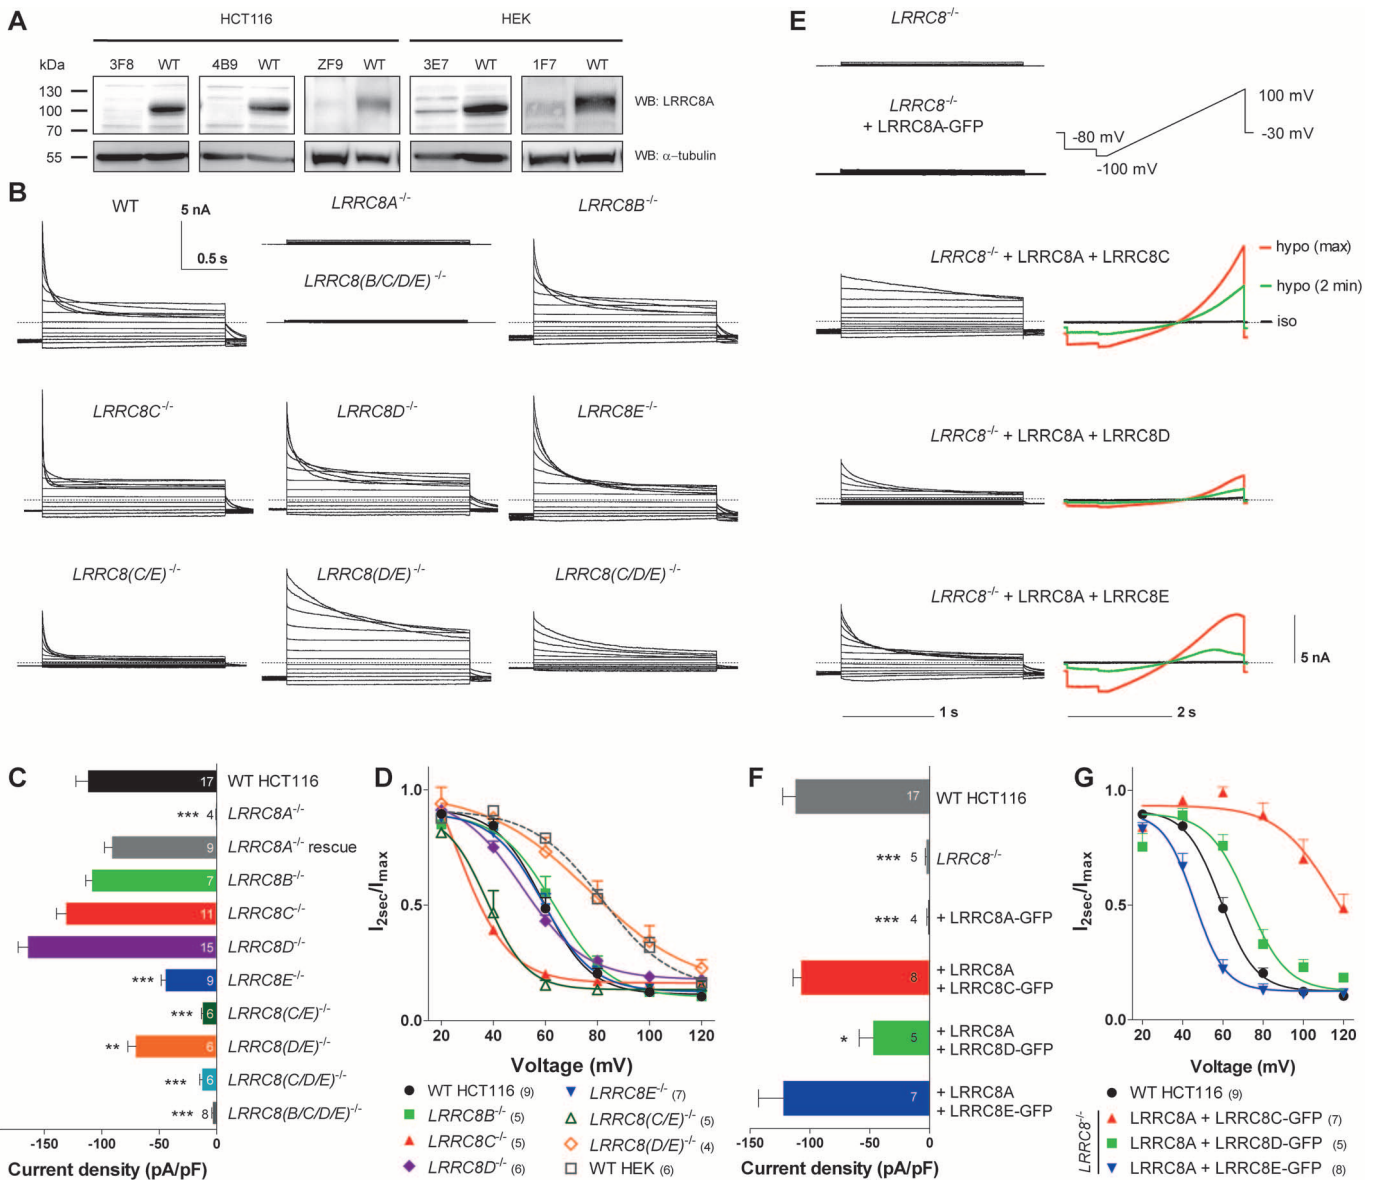 A
HCT116
HEK
kDa
3F8
WT
4B9
WT
ZF9
WT
3E7
WT
1F7
WT
130
100
70
WB: LRRC8A
55
WB: α-tubulin
B
WT
5 nA
0.5 s
LRRC8A-/-
LRRC8(B/C/D/E) -/-
LRRC8B-/-
LRRC8C-/-
LRRC8D-/-
LRRC8E-/-
LRRC8(C/E) -/-
LRRC8(D/E) -/-
LRRC8(C/D/E) -/-
E
LRRC8-/-
LRRC8-/-
+ LRRC8A-GFP
-80 mV
-100 mV
100 mV
-30 mV
LRRC8-/- + LRRC8A + LRRC8C
hypo (max)
hypo (2 min)
iso
LRRC8-/- + LRRC8A + LRRC8D
LRRC8-/- + LRRC8A + LRRC8E
5 nA
1 s
2 s
C
17
WT HCT116
*** 4
LRRC8A-/-
9
LRRC8A-/- rescue
7
LRRC8B-/-
11
LRRC8C-/-
15
LRRC8D-/-
*** 9
LRRC8E-/-
*** 6
LRRC8(C/E)-/-
** 6
LRRC8(D/E)-/-
*** 6
LRRC8(C/D/E)-/-
*** 8
LRRC8(B/C/D/E)-/-
-150 -100 -50 0
Current density (pA/pF)
D
I2sec/Imax
1.0
0.5
0.0
20 40 60 80 100 120
Voltage (mV)
WT HCT116 (9)
LRRC8B-/- (5)
LRRC8C-/- (5)
LRRC8D-/- (6)
LRRC8E-/- (7)
LRRC8(C/E)-/- (5)
LRRC8(D/E)-/- (4)
WT HEK (6)
F
17
WT HCT116
*** 5
LRRC8-/-
*** 4
+ LRRC8A-GFP
8
+ LRRC8A
+ LRRC8C-GFP
* 5
+ LRRC8A
+ LRRC8D-GFP
7
+ LRRC8A
+ LRRC8E-GFP
-150 -100 -50 0
Current density (pA/pF)
G
I2sec/Imax
1.0
0.5
0.0
20 40 60 80 100 120
Voltage (mV)
WT HCT116 (9)
LRRC8-/-
LRRC8A + LRRC8C-GFP (7)
LRRC8A + LRRC8D-GFP (5)
LRRC8A + LRRC8E-GFP (8)